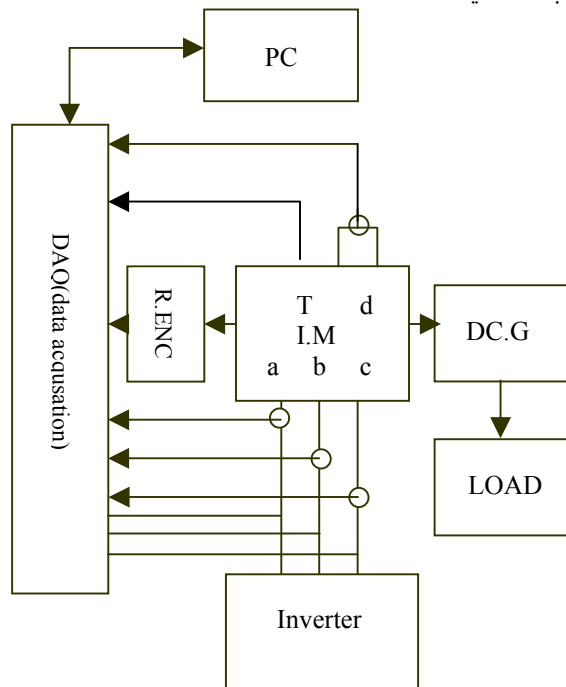 PC
DAQ(data acqusation)
R.ENC
T d
I.M
a b c
DC.G
LOAD
Inverter